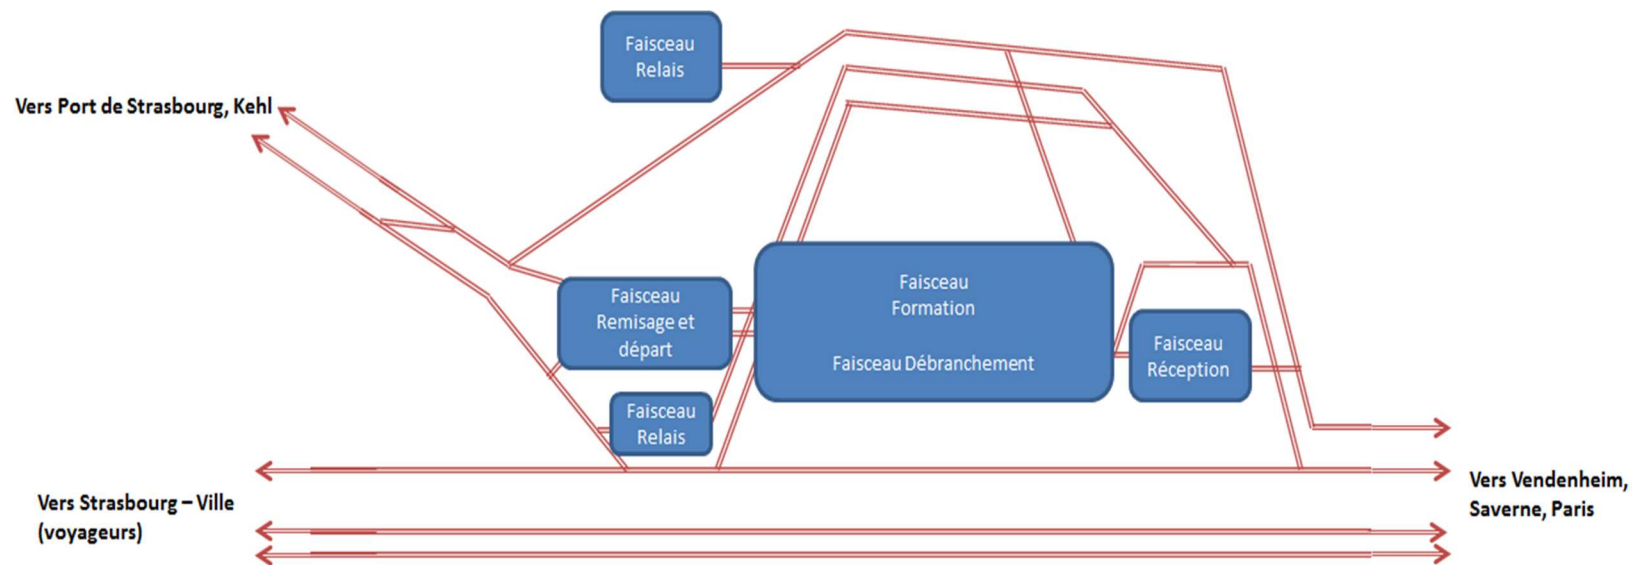 Faisceau
Relais
Vers Port de Strasbourg, Kehl
Faisceau
Remisage et
départ
Faisceau
Formation
Faisceau Débranchement
Faisceau
Réception
Faisceau
Relais
Vers Strasbourg – Ville
(voyageurs)
Vers Vendenheim,
Saverne, Paris